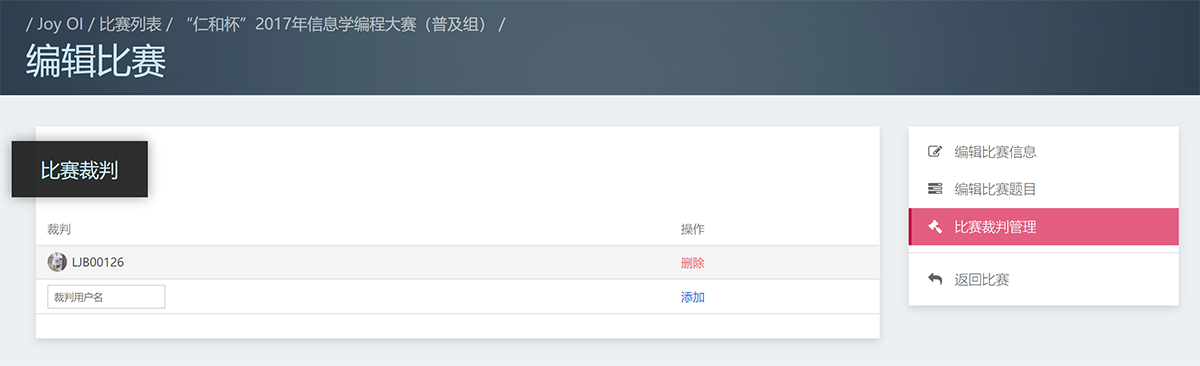 / Joy OI / 比赛列表 / “仁和杯”2017年信息学编程大赛（普及组） /
编辑比赛
比赛裁判
裁判 操作
LJB00126 删除
裁判用户名 添加
编辑比赛信息
编辑比赛题目
比赛裁判管理
返回比赛